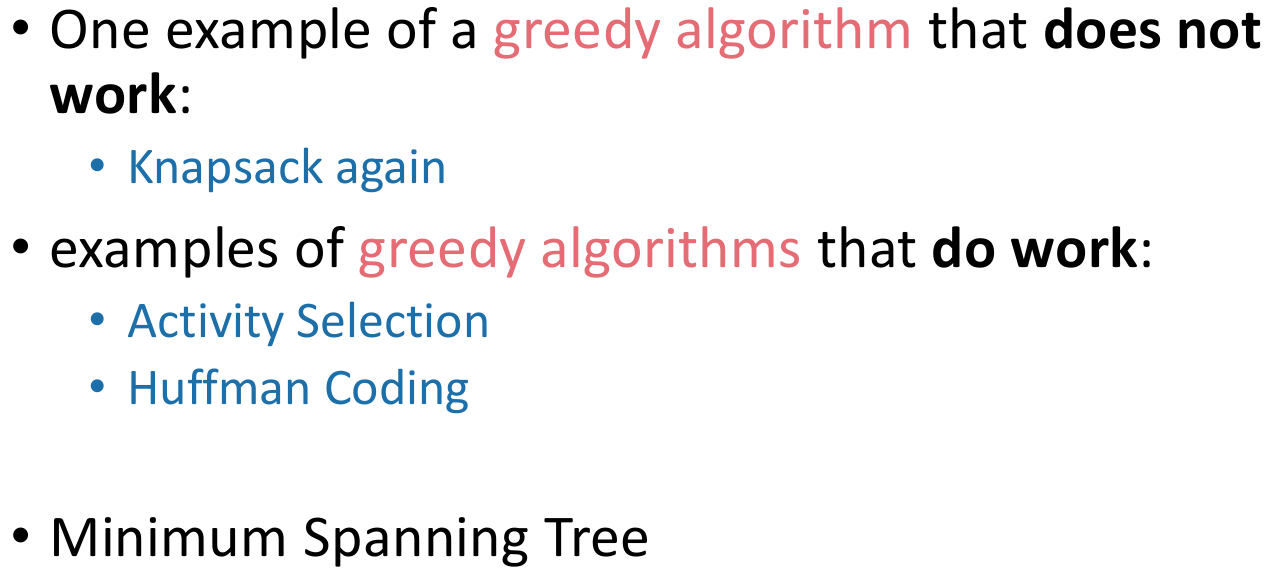 • One example of a greedy algorithm that does not
work:
• Knapsack again
• examples of greedy algorithms that do work:
• Activity Selection
• Huffman Coding
• Minimum Spanning Tree